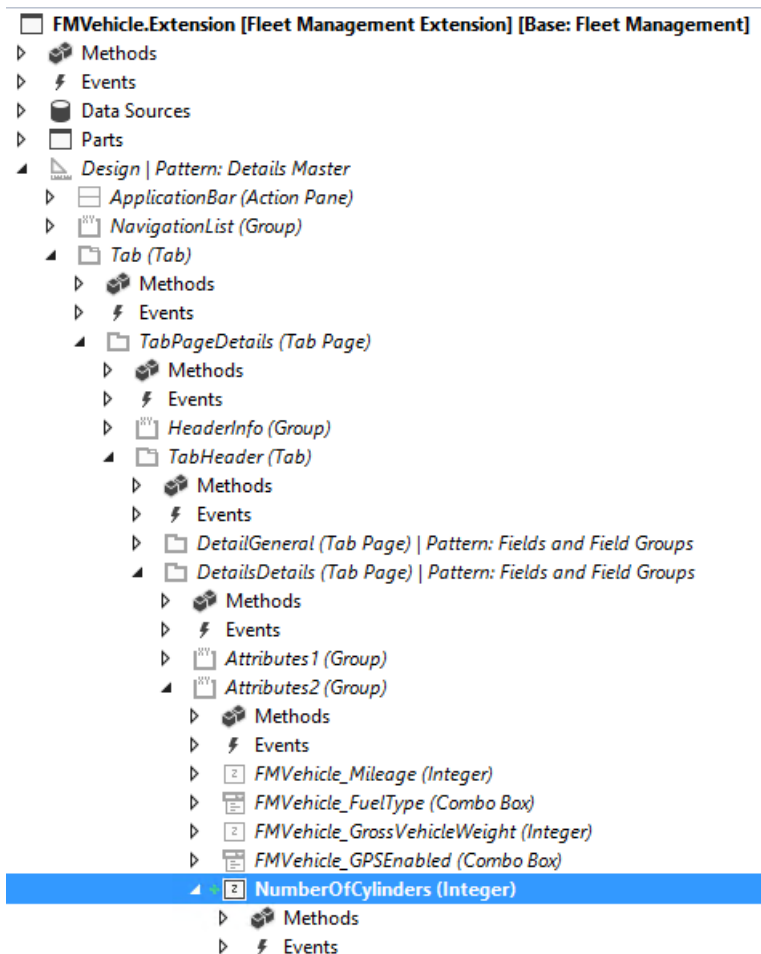 FMVehicle.Extension [Fleet Management Extension] [Base: Fleet Management]
Methods
Events
Data Sources
Parts
Design | Pattern: Details Master
ApplicationBar (Action Pane)
NavigationList (Group)
Tab (Tab)
Methods
Events
TabPageDetails (Tab Page)
Methods
Events
HeaderInfo (Group)
TabHeader (Tab)
Methods
Events
DetailGeneral (Tab Page) | Pattern: Fields and Field Groups
DetailsDetails (Tab Page) | Pattern: Fields and Field Groups
Methods
Events
Attributes1 (Group)
Attributes2 (Group)
Methods
Events
FMVehicle_Mileage (Integer)
FMVehicle_FuelType (Combo Box)
FMVehicle_GrossVehicleWeight (Integer)
FMVehicle_GPSEnabled (Combo Box)
NumberOfCylinders (Integer)
Methods
Events